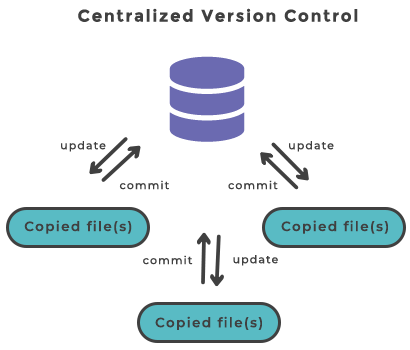 Centralized Version Control
update
update
commit
commit
Copied file(s)
Copied file(s)
commit
update
Copied file(s)